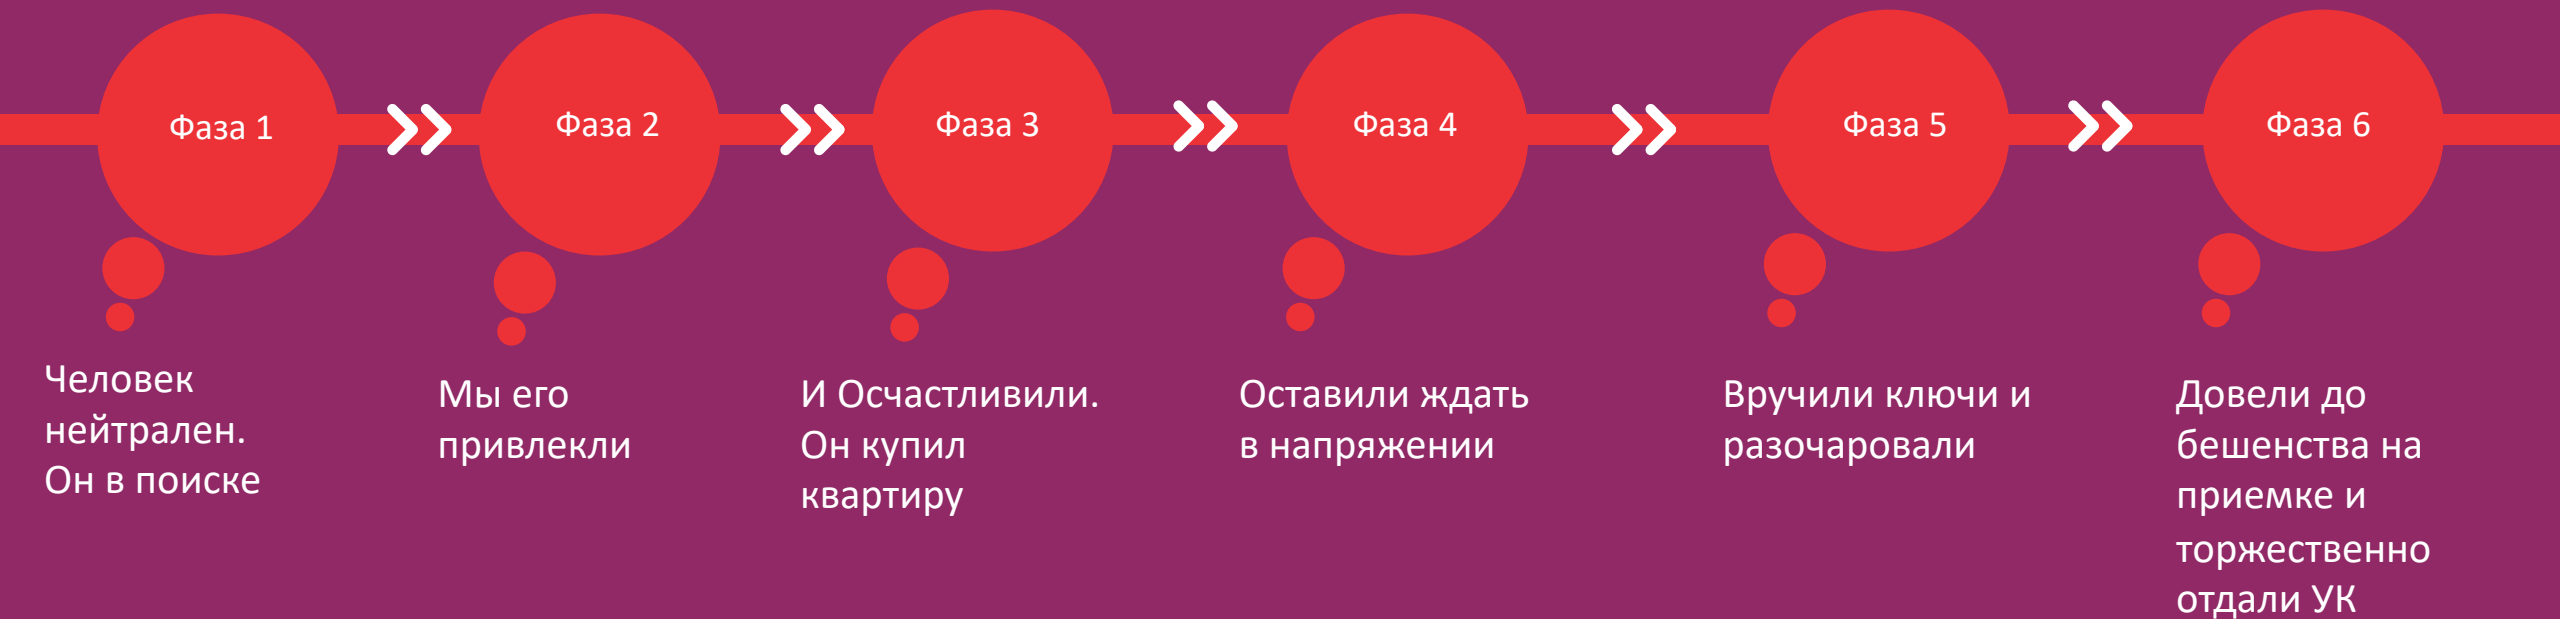 Фаза 1
Фаза 2
Фаза 3
Фаза 4
Фаза 5
Фаза 6
Человек
нейтрален.
Он в поиске
Мы его
привлекли
И Осчастливили.
Он купил
квартиру
Оставили ждать
в напряжении
Вручили ключи и
разочаровали
Довели до
бешенства на
приемке и
торжественно
отдали УК